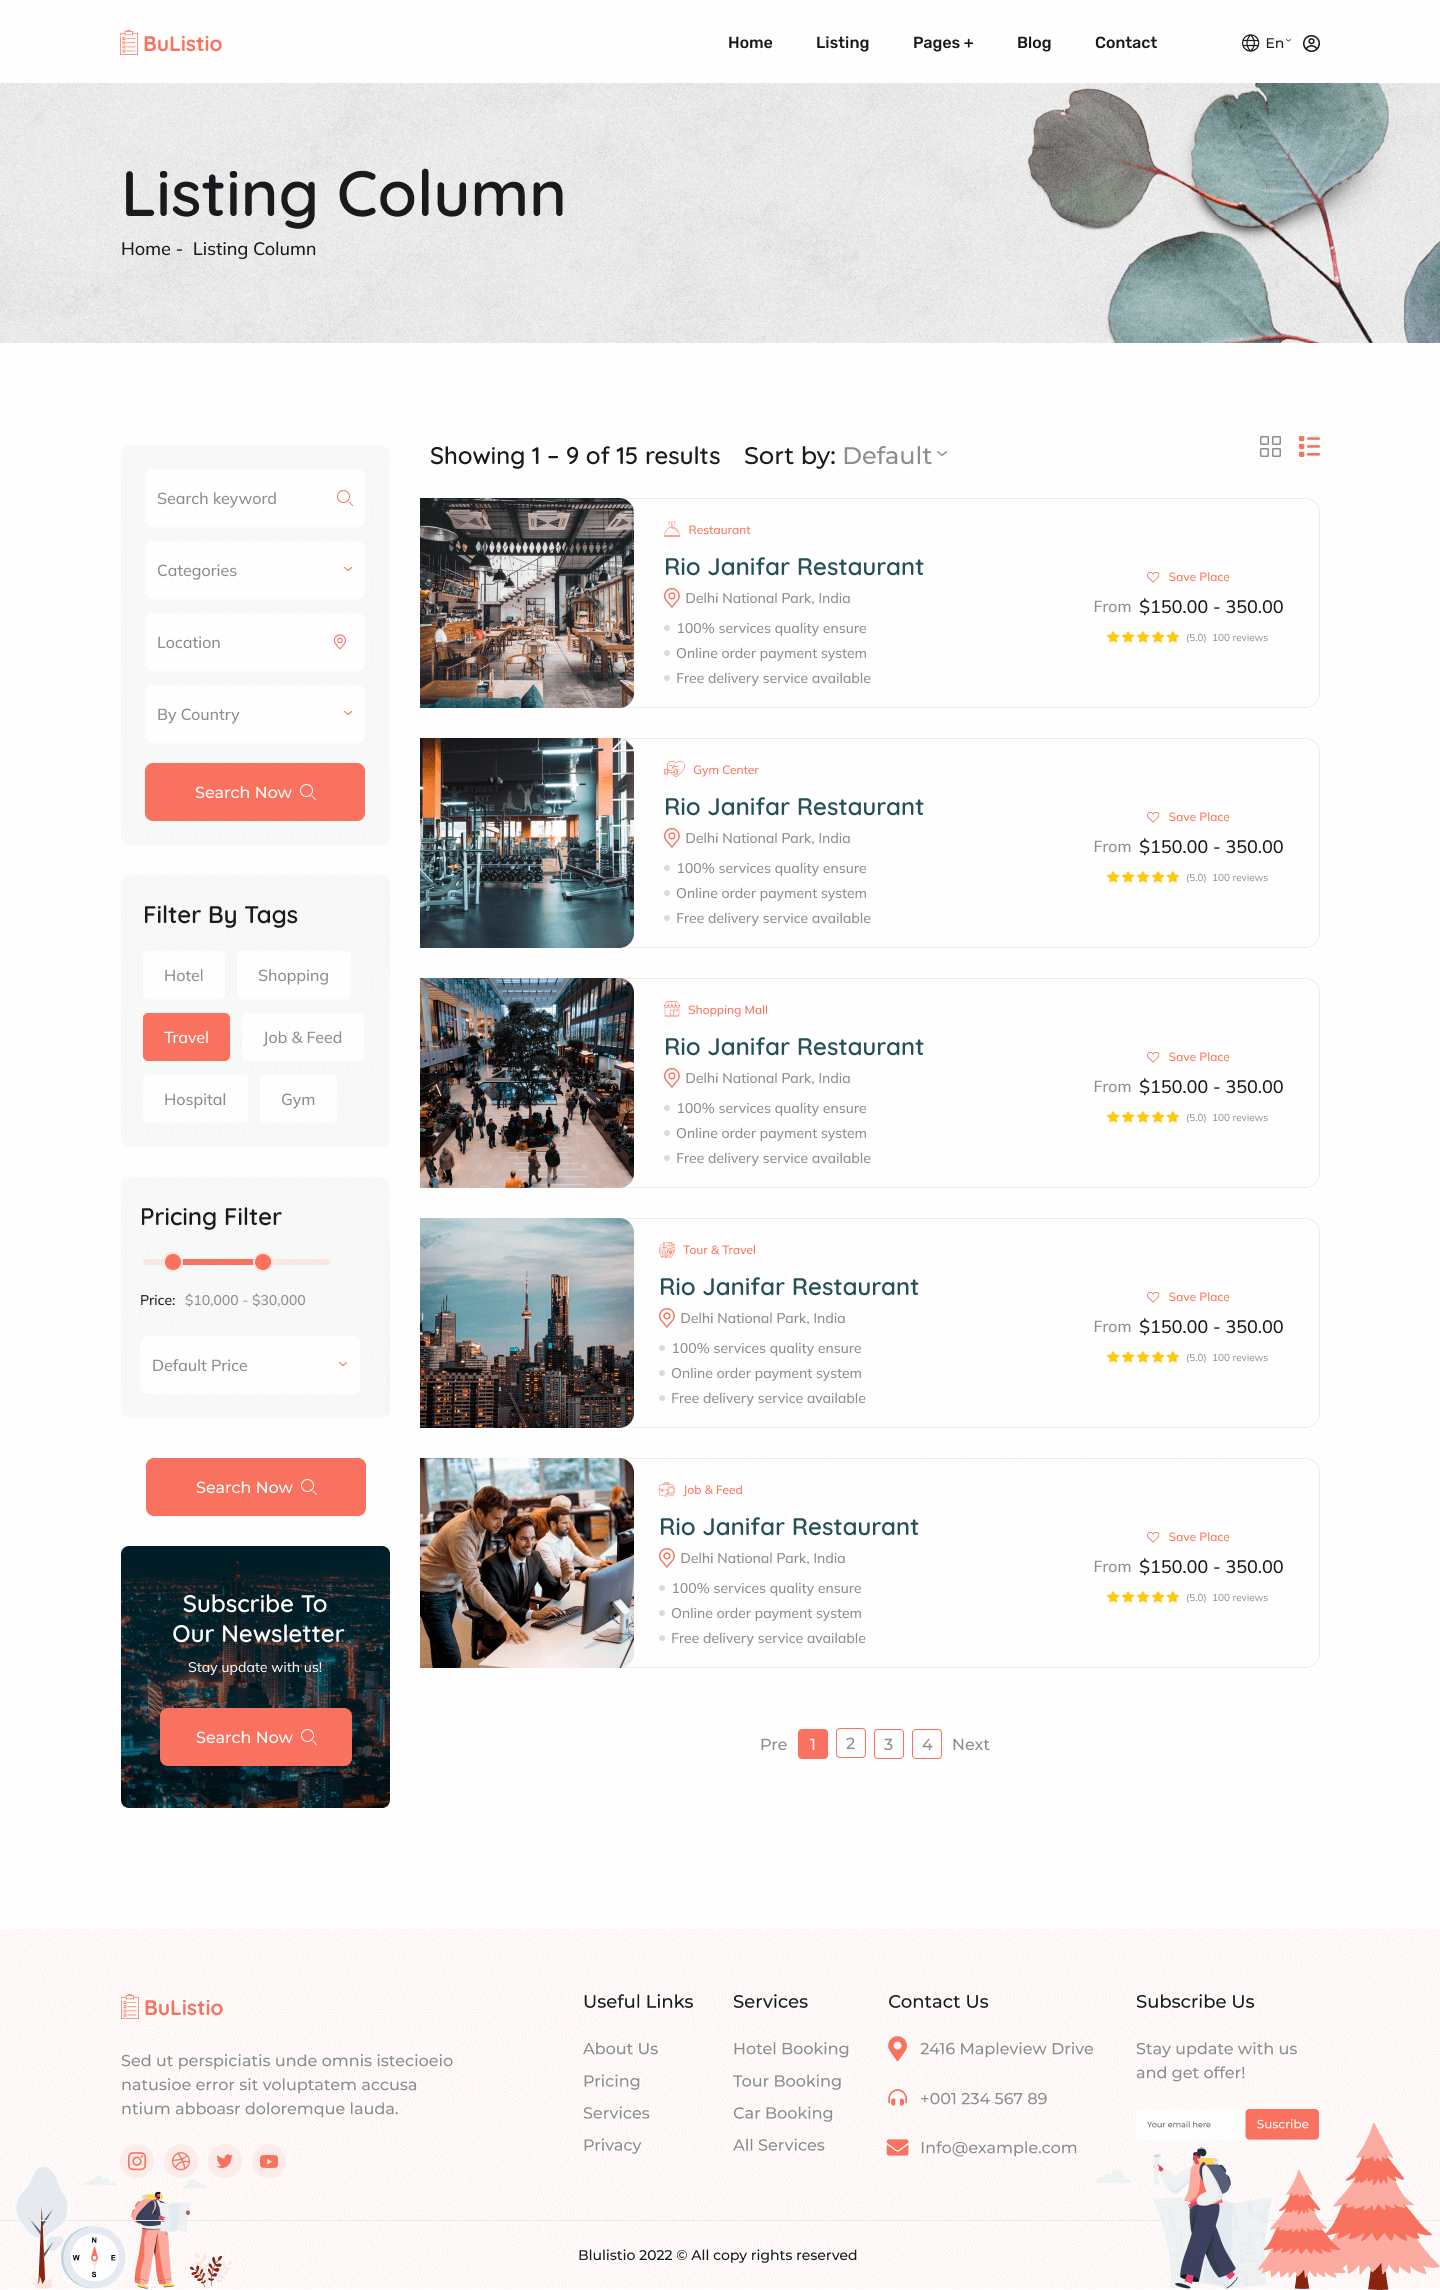 BuListio
Home
Listing
Pages +
Blog
Contact
En
Listing Column
Home - Listing Column
Search keyword
Categories
Location
By Country
Search Now
Filter By Tags
Hotel
Shopping
Travel
Job & Feed
Hospital
Gym
Pricing Filter
Price: $10,000 - $30,000
Default Price
Search Now
Subscribe To
Our Newsletter
Stay update with us!
Search Now
Showing 1 – 9 of 15 results
Sort by: Default
Restaurant
Rio Janifar Restaurant
Delhi National Park, India
100% services quality ensure
Online order payment system
Free delivery service available
Save Place
From $150.00 - 350.00
(5.0) 100 reviews
Gym Center
Rio Janifar Restaurant
Delhi National Park, India
100% services quality ensure
Online order payment system
Free delivery service available
Save Place
From $150.00 - 350.00
(5.0) 100 reviews
Shopping Mall
Rio Janifar Restaurant
Delhi National Park, India
100% services quality ensure
Online order payment system
Free delivery service available
Save Place
From $150.00 - 350.00
(5.0) 100 reviews
Tour & Travel
Rio Janifar Restaurant
Delhi National Park, India
100% services quality ensure
Online order payment system
Free delivery service available
Save Place
From $150.00 - 350.00
(5.0) 100 reviews
Job & Feed
Rio Janifar Restaurant
Delhi National Park, India
100% services quality ensure
Online order payment system
Free delivery service available
Save Place
From $150.00 - 350.00
(5.0) 100 reviews
Pre 1 2 3 4 Next
BuListio
Sed ut perspiciatis unde omnis istecioeio
natusioe error sit voluptatem accusa
ntium abboasr doloremque lauda.
Useful Links
About Us
Pricing
Services
Privacy
Services
Hotel Booking
Tour Booking
Car Booking
All Services
Contact Us
2416 Mapleview Drive
+001 234 567 89
Info@example.com
Subscribe Us
Stay update with us
and get offer!
Your email here
Suscribe
N
W E
S
Blulistio 2022 © All copy rights reserved